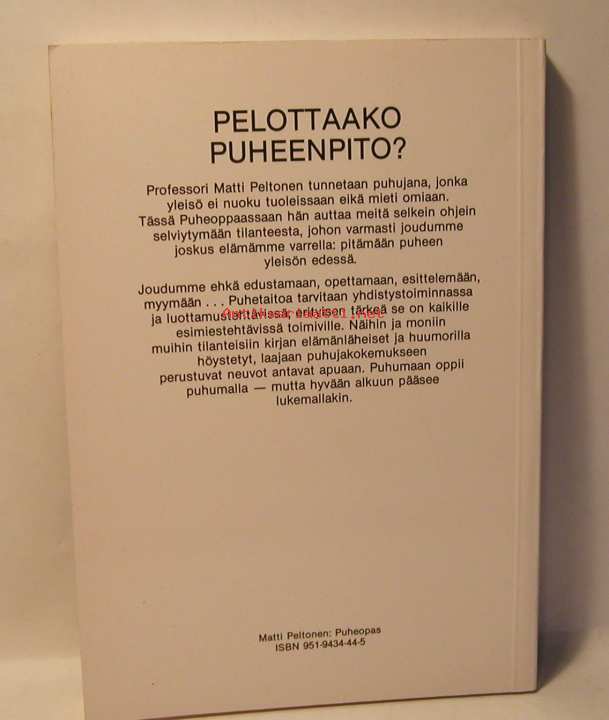 PELOTTAAKO
PUHEENPITO?
Professori Matti Peltonen tunnetaan puhujana, jonka
yleisö ei nuoku tuoleissaan eikä mieti omiaan.
Tässä Puheoppaassaan hän auttaa meitä selkein ohjein
selviytymään tilanteesta, johon varmasti joudumme
joskus elämämme varrella: pitämään puheen
yleisön edessä.
Joudumme ehkä edustamaan, opettamaan, esittelemään,
myymään . . . Puhetaitoa tarvitaan yhdistystoiminnassa
ja luottamustehtävissä, erityisen tärkeä se on kaikille
esimiestehtävissä toimiville. Näihin ja moniin
muihin tilanteisiin kirjan elämänläheiset ja huumorilla
höystetyt, laajaan puhujakokemukseen
perustuvat neuvot antavat apuaan. Puhumaan oppii
puhumalla — mutta hyvään alkuun pääsee
lukemallakin.
Matti Peltonen: Puheopas
ISBN 951-9434-44-5